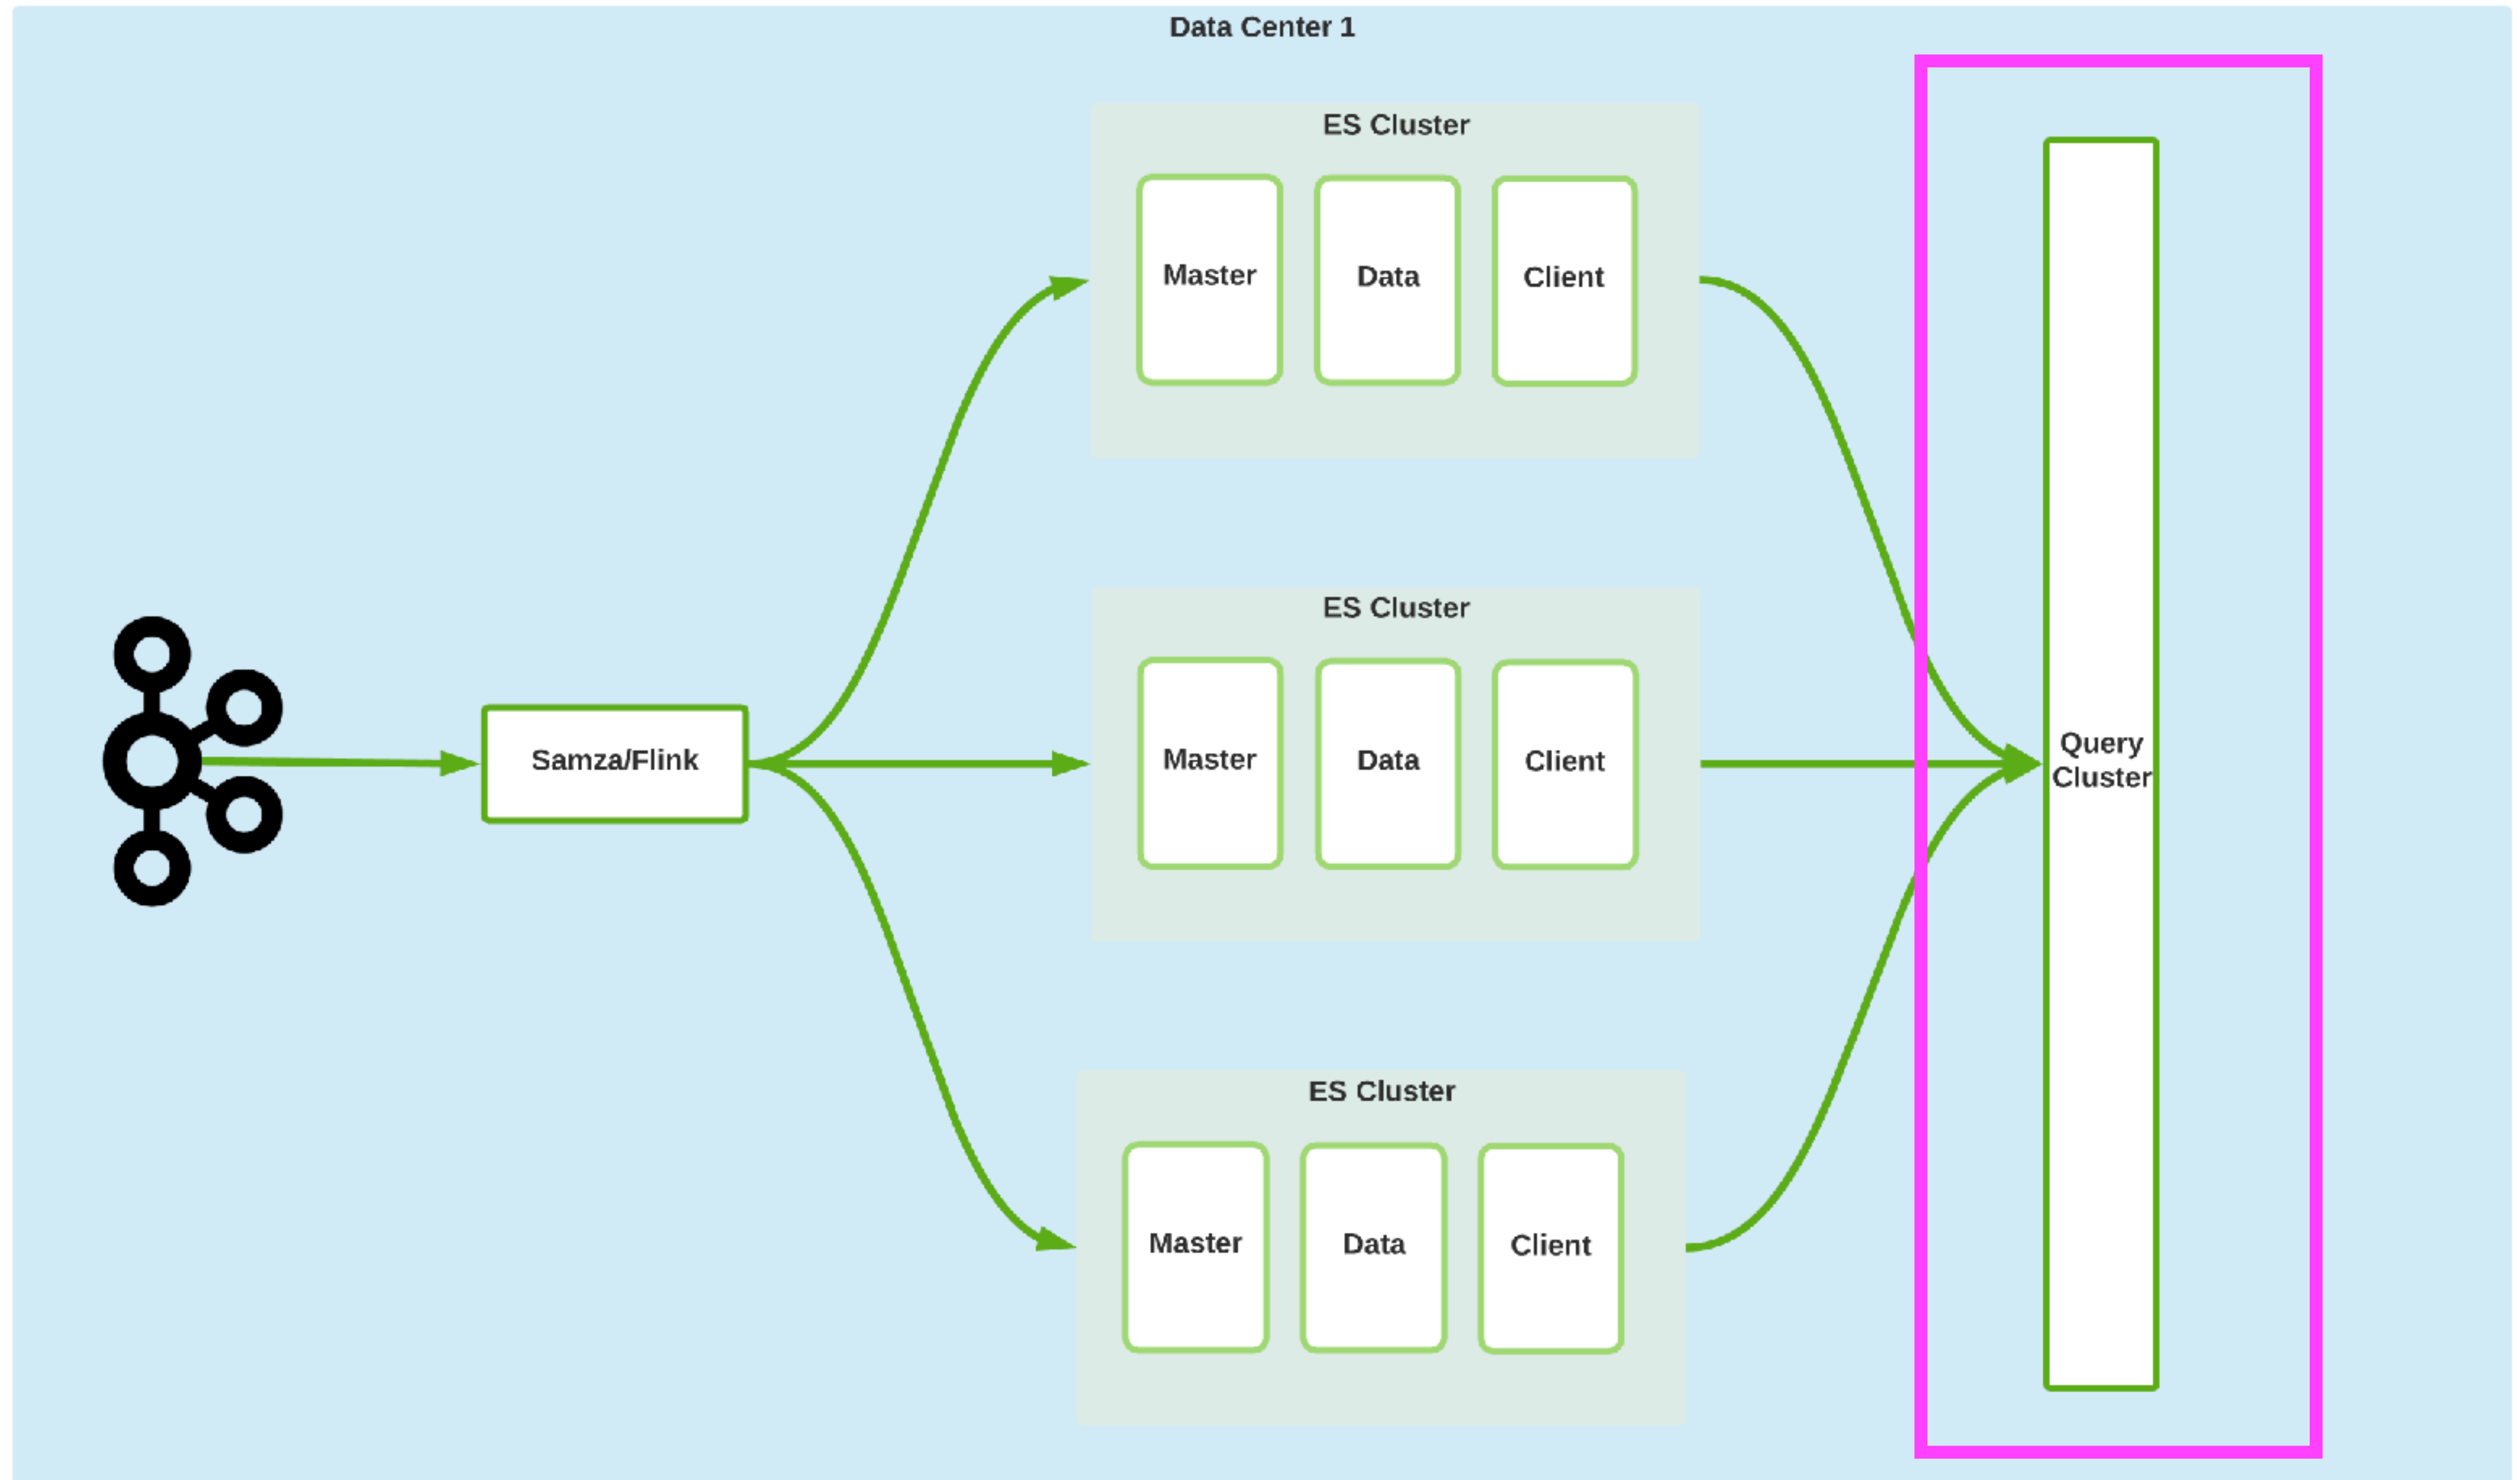 Data Center 1
ES Cluster
Master
Data
Client
Samza/Flink
ES Cluster
Master
Data
Client
ES Cluster
Master
Data
Client
Query
Cluster